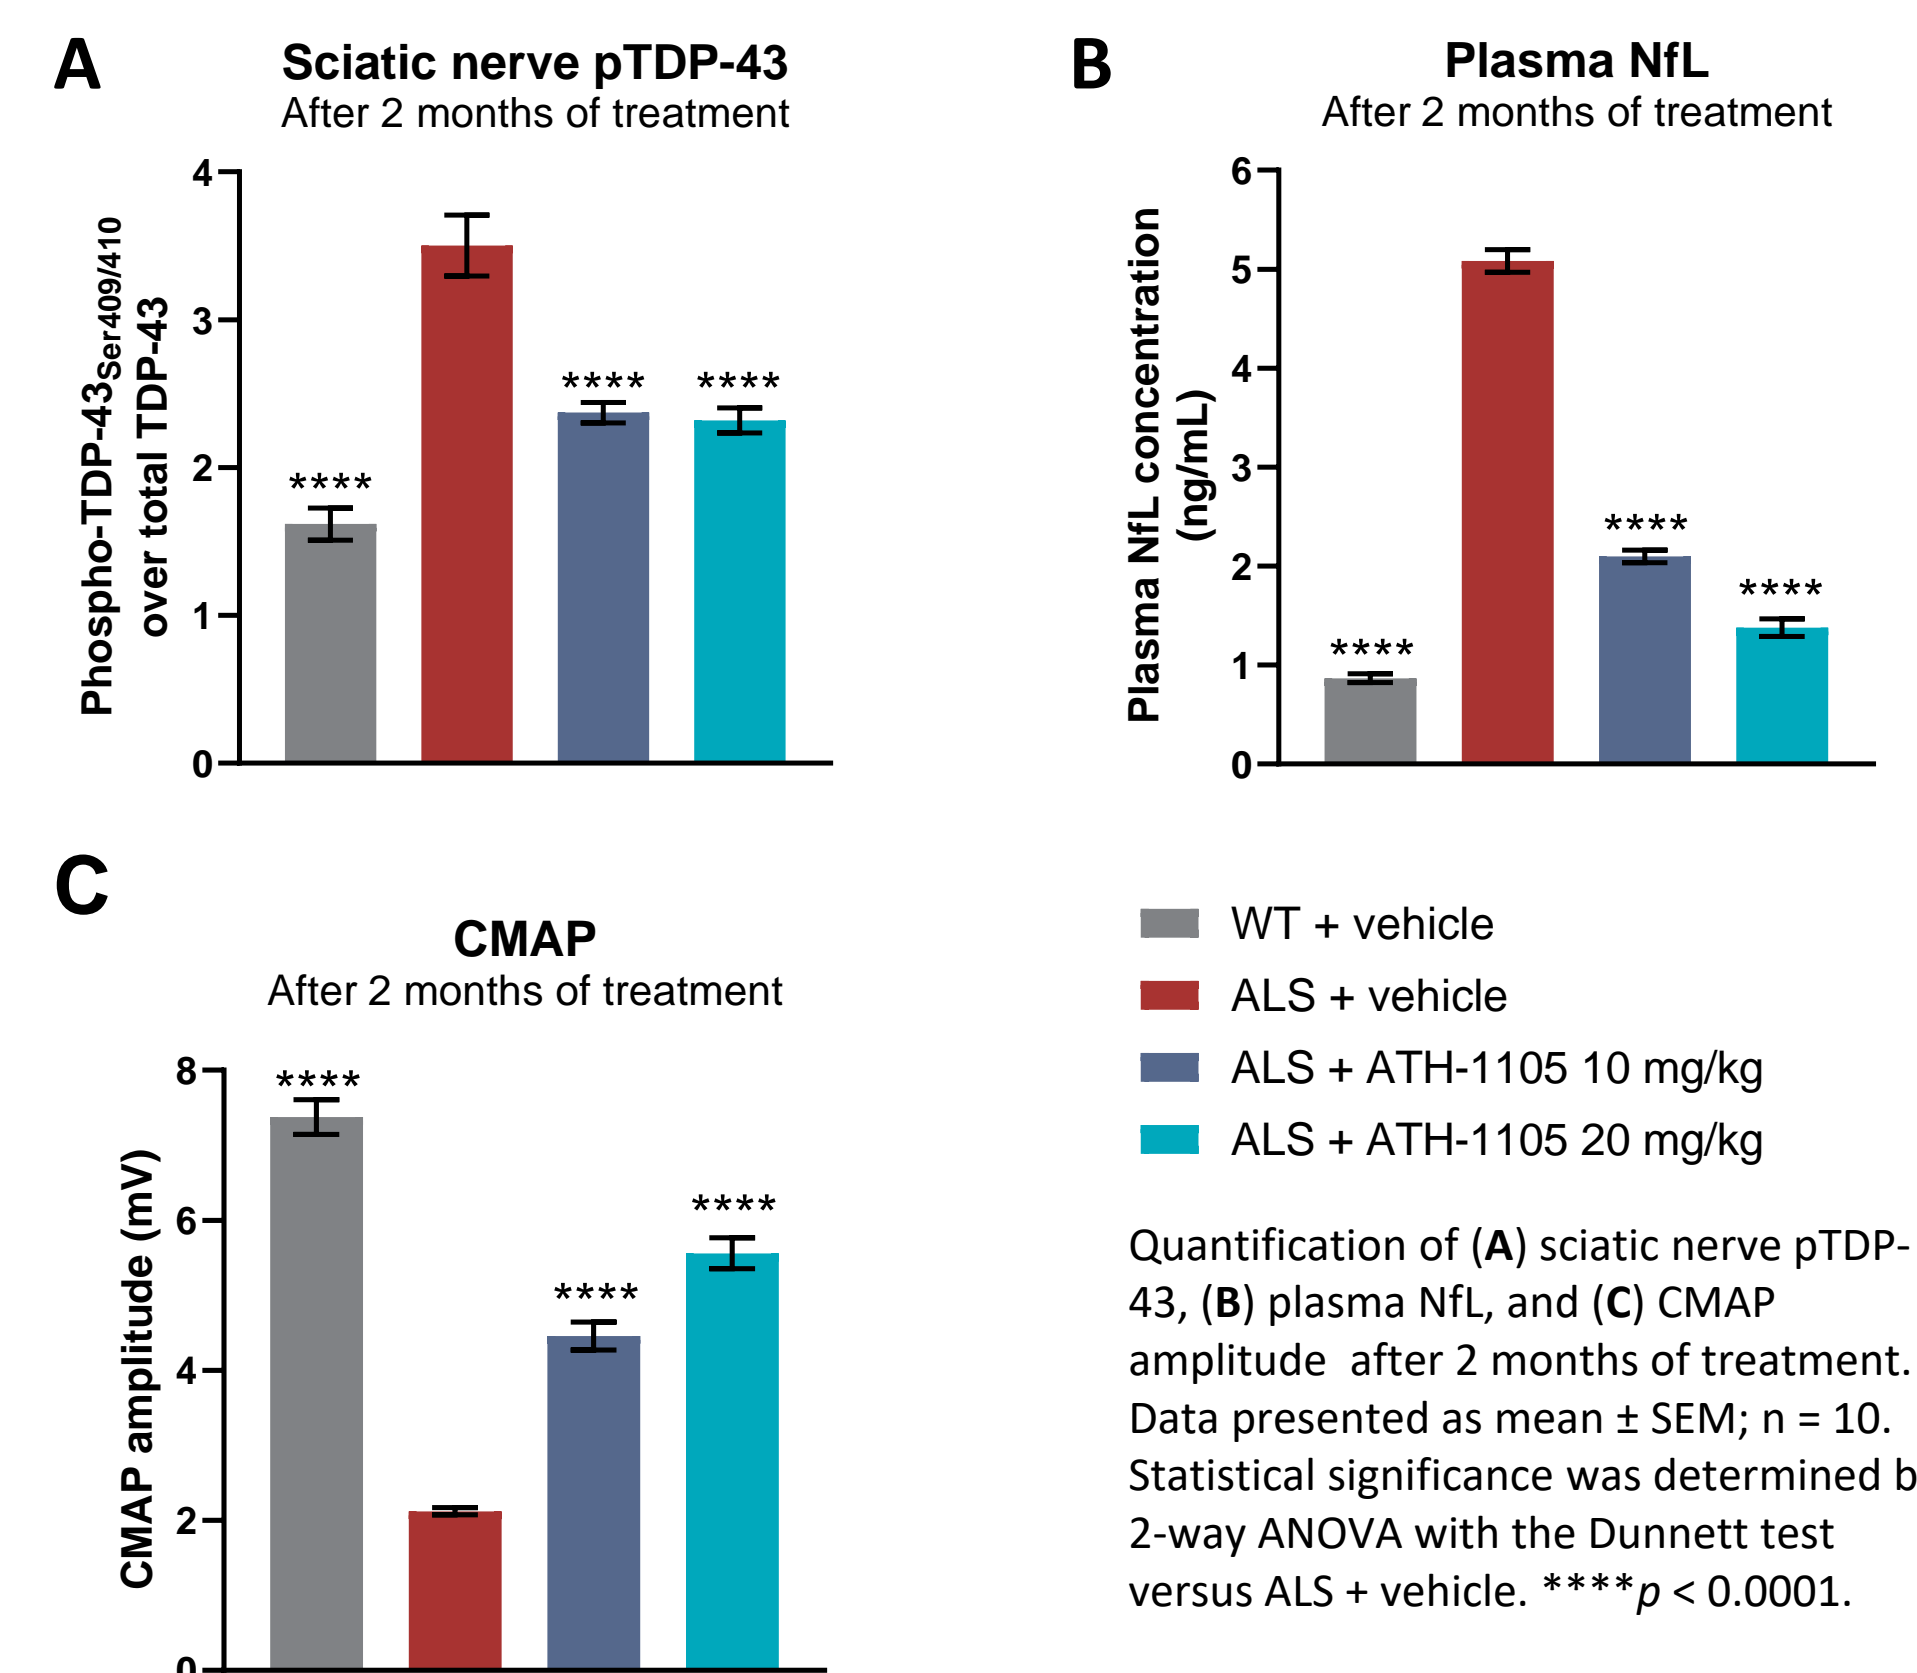 A
Sciatic nerve pTDP-43
After 2 months of treatment
Phospho-TDP-43Ser409/410
over total TDP-43
4
3
2
1
0
****
****
****
B
Plasma NfL
After 2 months of treatment
Plasma NfL concentration
(ng/mL)
6
5
4
3
2
1
0
****
****
****
C
CMAP
After 2 months of treatment
CMAP amplitude (mV)
8
6
4
2
0
****
****
****
WT + vehicle
ALS + vehicle
ALS + ATH-1105 10 mg/kg
ALS + ATH-1105 20 mg/kg
Quantification of (A) sciatic nerve pTDP-
43, (B) plasma NfL, and (C) CMAP
amplitude  after 2 months of treatment.
Data presented as mean ± SEM; n = 10.
Statistical significance was determined b
2-way ANOVA with the Dunnett test
versus ALS + vehicle. ****p < 0.0001.